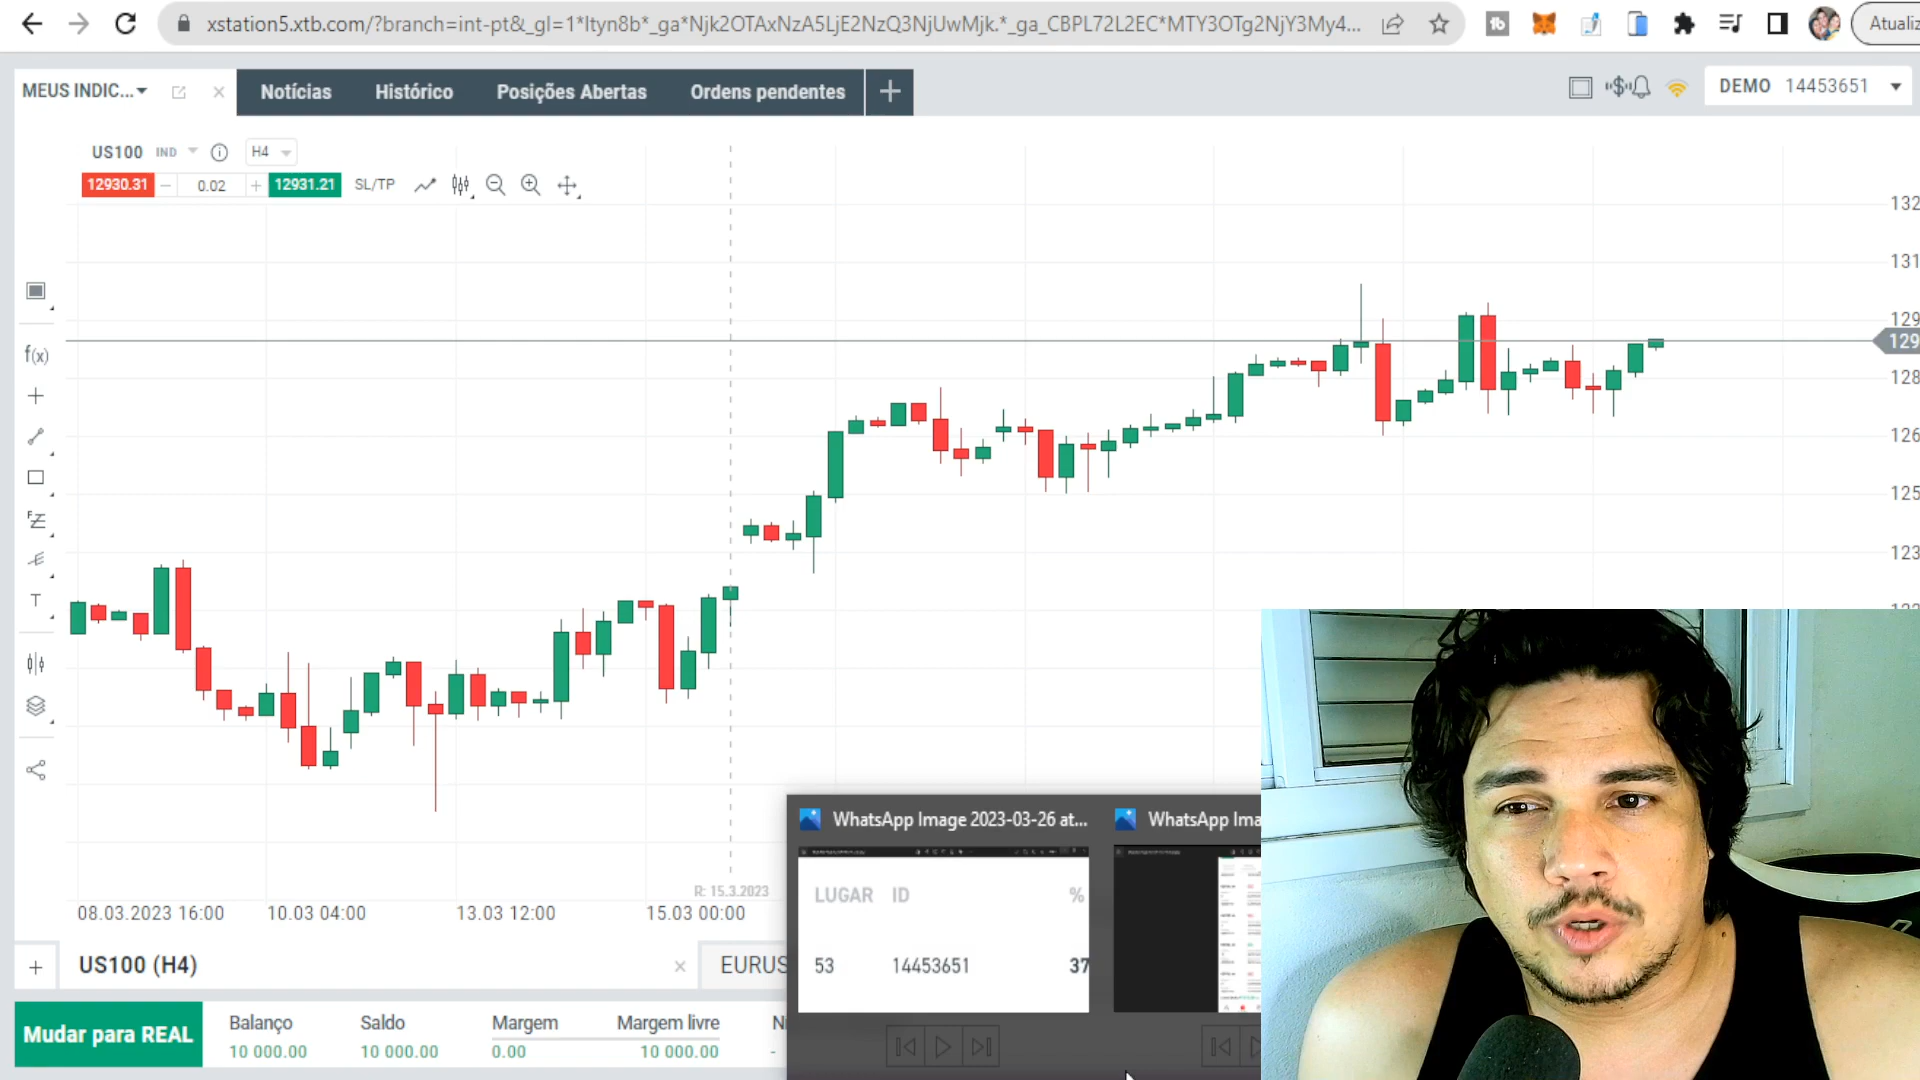 xstation5.xtb.com/?branch=int-pt&_gl=1*ltyn8b*_ga*Njk2OTAxNzA5LjE2NzQ3NjUwMjk.*_ga_CBPL72L2EC*MTY3OTg2NjY3My4...
Atualiz
MEUS INDIC...
Notícias
Histórico
Posições Abertas
Ordens pendentes
DEMO 14453651
US100 IND
H4
12930.31
0.02
12931.21
SL/TP
132
131
129
129
128
126
125
123
f(x)
T
R: 15.3.2023
08.03.2023 16:00
10.03 04:00
13.03 12:00
15.03 00:00
US100 (H4)
EURUS
WhatsApp Image 2023-03-26 at...
WhatsApp Ima
LUGAR ID %
53 14453651 37
Mudar para REAL
Balanço
10 000.00
Saldo
10 000.00
Margem
0.00
Margem livre
10 000.00
-